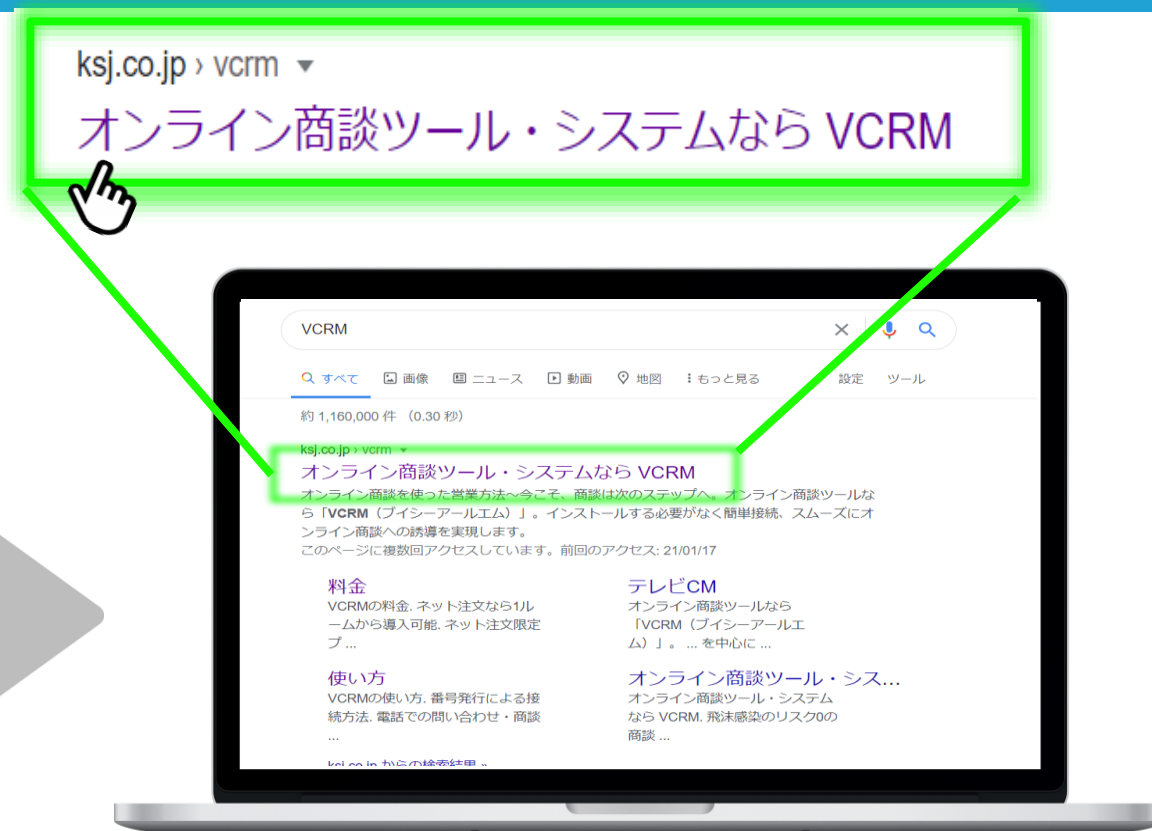 ksj.co.jp › vcrm ▼
オンライン商談ツール・システムなら VCRM
VCRM
すべて 画像 ニュース 動画 地図 もっと見る 設定 ツール
約 1,160,000 件 （0.30 秒）
ksj.co.jp › vcrm ▼
オンライン商談ツール・システムなら VCRM
オンライン商談を使った営業方法～今こそ、商談は次のステップへ。オンライン商談ツールな
ら「VCRM（ブイシーアールエム）」。インストールする必要がなく簡単接続、スムーズにオ
ンライン商談への誘導を実現します。
このページに複数回アクセスしています。前回のアクセス: 21/01/17
料金
VCRMの料金. ネット注文なら1ル
ームから導入可能. ネット注文限定
プ ...
テレビCM
オンライン商談ツールなら
「VCRM（ブイシーアールエ
ム）」。 ... を中心に ...
使い方
VCRMの使い方. 番号発行による接
続方法. 電話での問い合わせ・商談
...
オンライン商談ツール・シス...
オンライン商談ツール・システム
なら VCRM. 飛沫感染のリスク0の
商談 ...
ksj.co.jp からの検索結果 »